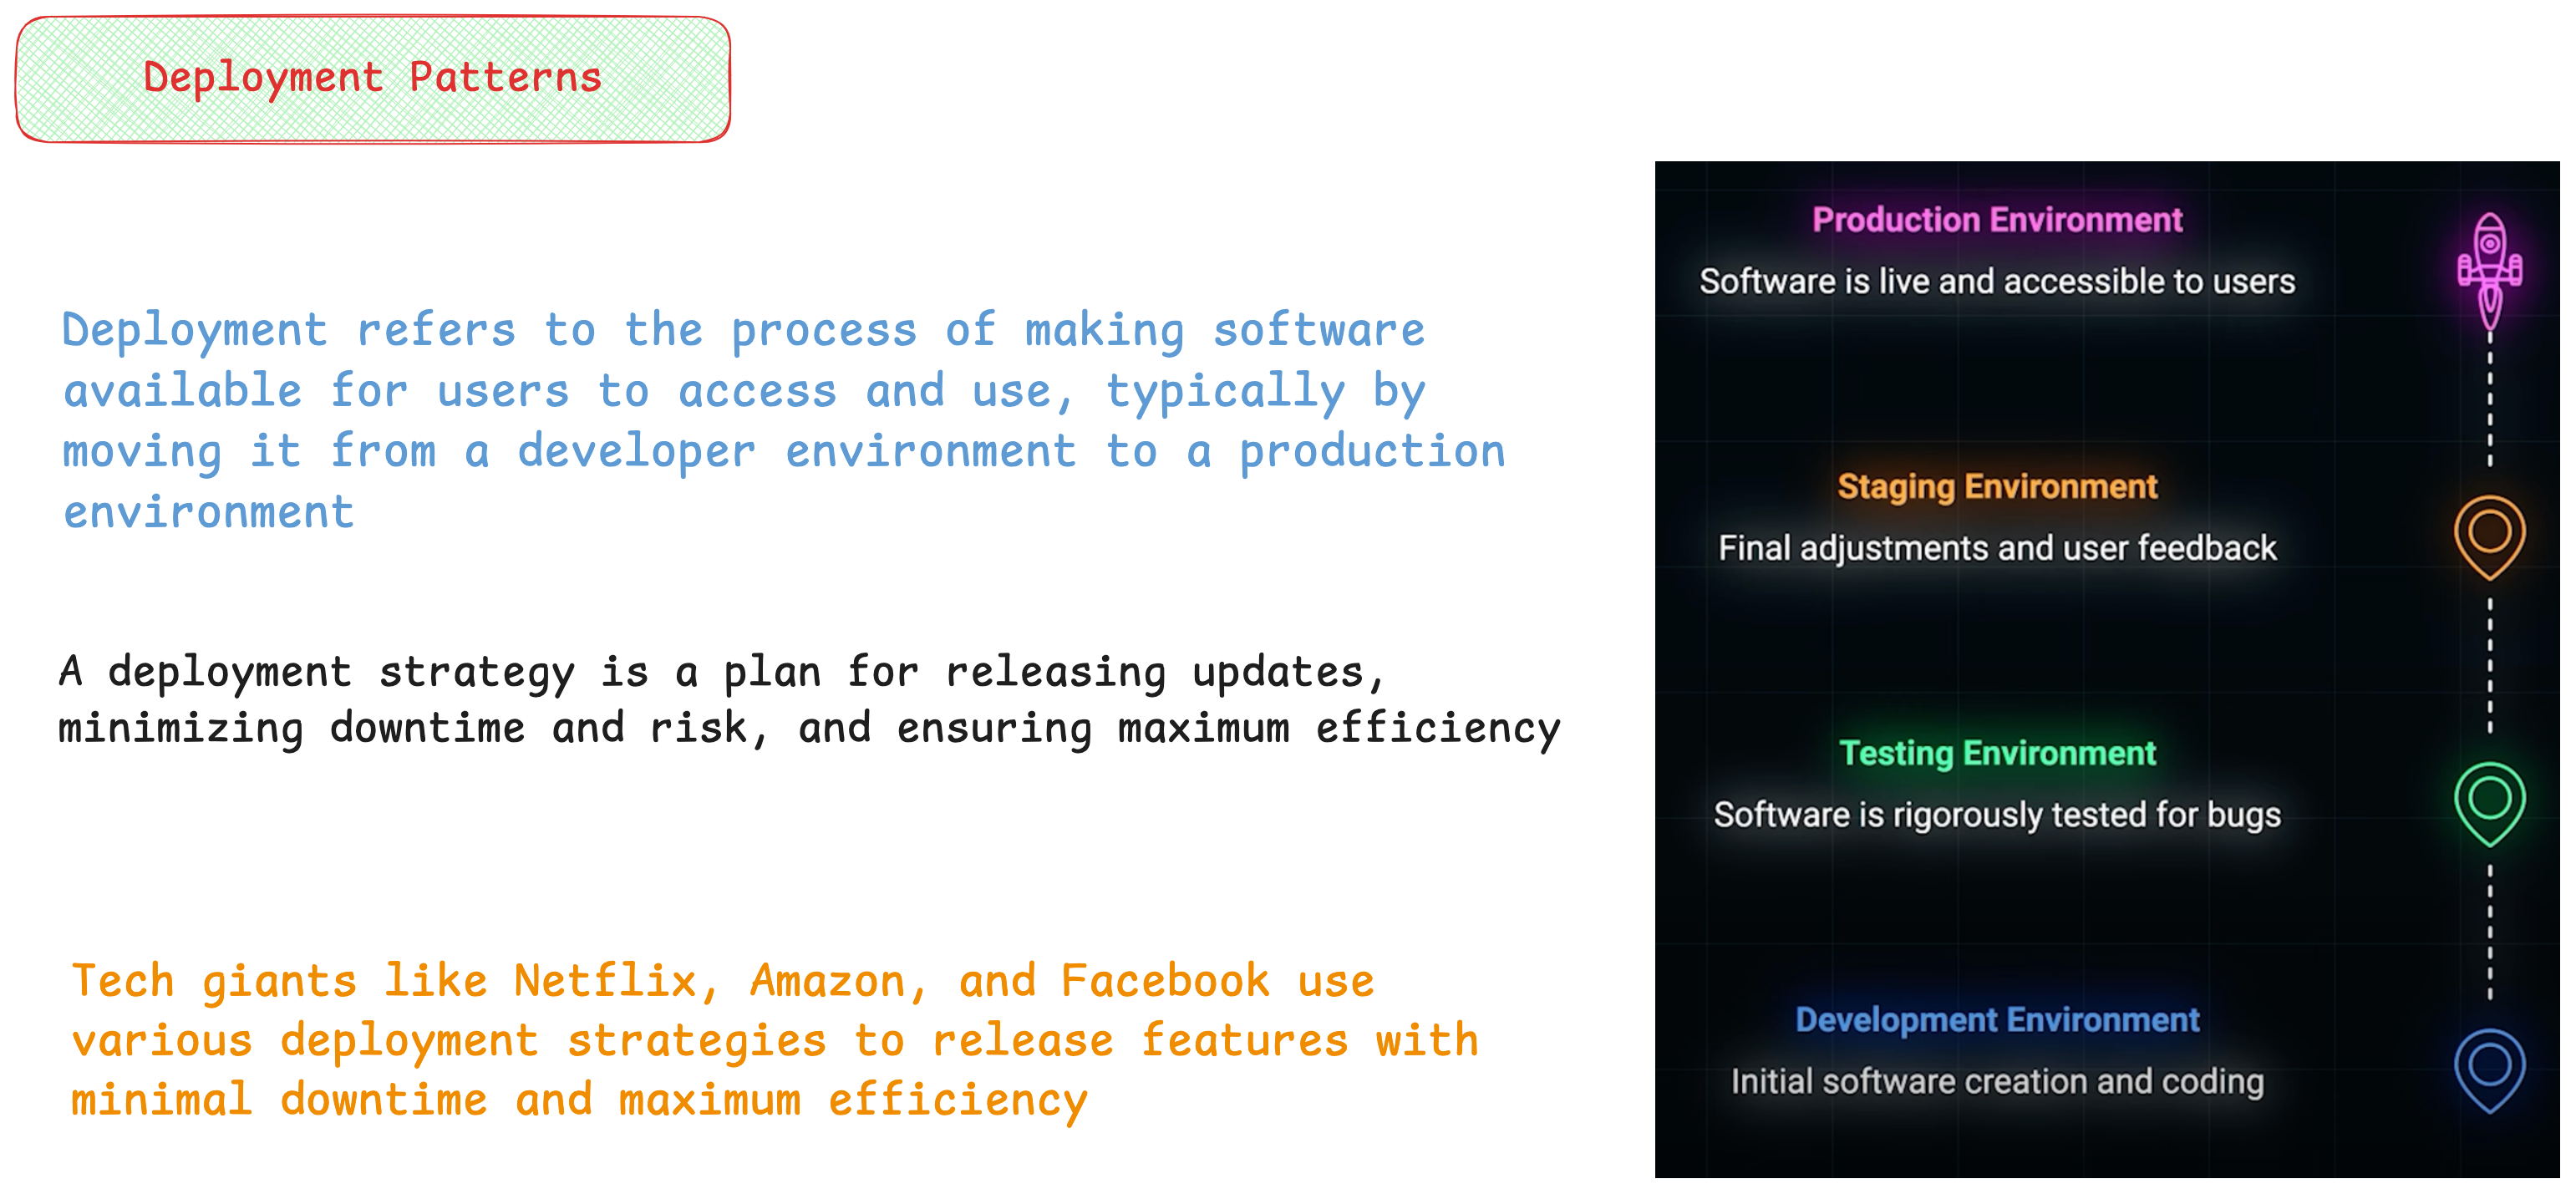 Deployment Patterns
Deployment refers to the process of making software
available for users to access and use, typically by
moving it from a developer environment to a production
environment
A deployment strategy is a plan for releasing updates,
minimizing downtime and risk, and ensuring maximum efficiency
Tech giants like Netflix, Amazon, and Facebook use
various deployment strategies to release features with
minimal downtime and maximum efficiency
Production Environment
Software is live and accessible to users
Staging Environment
Final adjustments and user feedback
Testing Environment
Software is rigorously tested for bugs
Development Environment
Initial software creation and coding